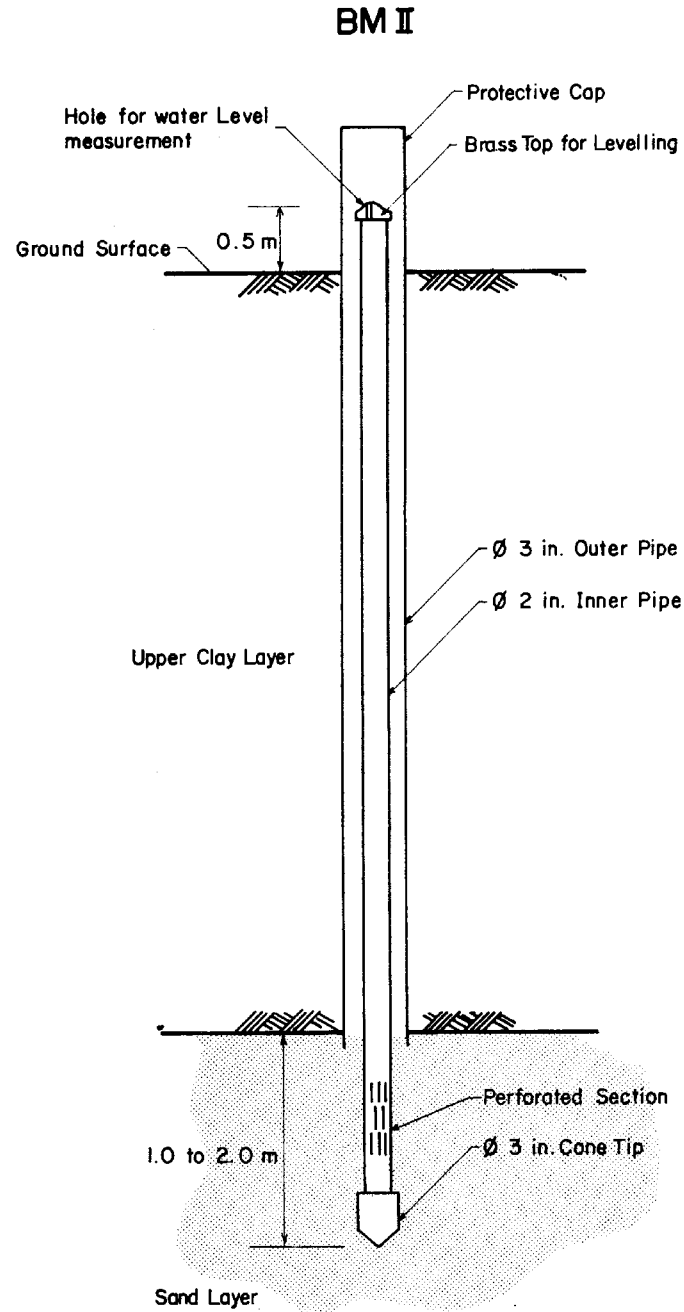 BM II
Hole for water Level
measurement
Protective Cap
Brass Top for Levelling
0.5 m
Ground Surface
Ø 3 in. Outer Pipe
Ø 2 in. Inner Pipe
Upper Clay Layer
Perforated Section
1.0 to 2.0 m
Ø 3 in. Cone Tip
Sand Layer